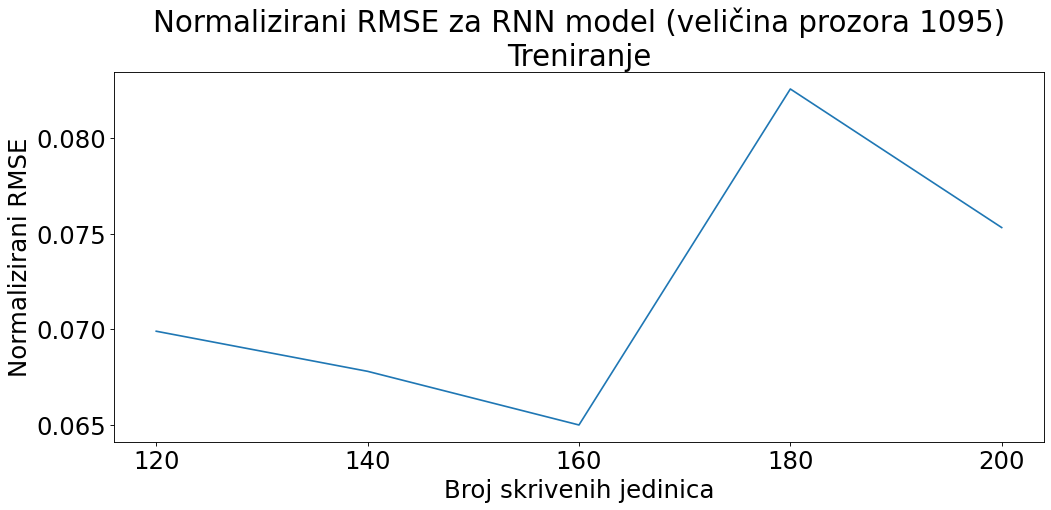 Normalizirani RMSE za RNN model (veličina prozora 1095)
Treniranje
Normalizirani RMSE
0.080
0.075
0.070
0.065
120
140
160
180
200
Broj skrivenih jedinica